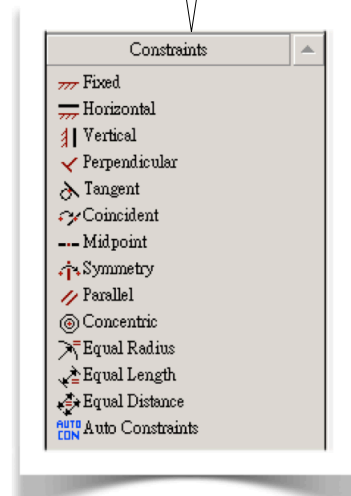 Constraints
Fixed
Horizontal
Vertical
Perpendicular
Tangent
Coincident
Midpoint
Symmetry
Parallel
Concentric
Equal Radius
Equal Length
Equal Distance
AUTO CON Auto Constraints